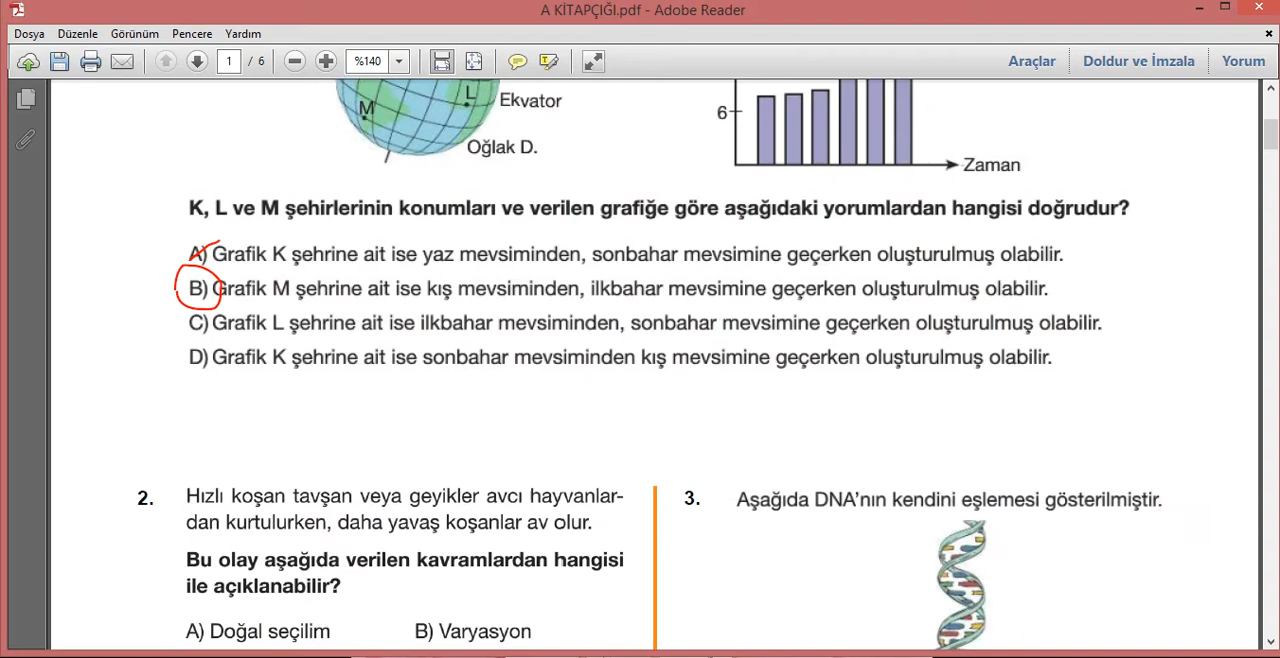 A KİTAPÇIĞI.pdf - Adobe Reader
Dosya Düzenle Görünüm Pencere Yardım
1 / 6 %140 Araçlar Doldur ve İmzala Yorum
L
M
Ekvator
Oğlak D.
6
Zaman
K, L ve M şehirlerinin konumları ve verilen grafiğe göre aşağıdaki yorumlardan hangisi doğrudur?
A) Grafik K şehrine ait ise yaz mevsiminden, sonbahar mevsimine geçerken oluşturulmuş olabilir.
B) Grafik M şehrine ait ise kış mevsiminden, ilkbahar mevsimine geçerken oluşturulmuş olabilir.
C) Grafik L şehrine ait ise ilkbahar mevsiminden, sonbahar mevsimine geçerken oluşturulmuş olabilir.
D) Grafik K şehrine ait ise sonbahar mevsiminden kış mevsimine geçerken oluşturulmuş olabilir.
2. Hızlı koşan tavşan veya geyikler avcı hayvanlar-
dan kurtulurken, daha yavaş koşanlar av olur.
Bu olay aşağıda verilen kavramlardan hangisi
ile açıklanabilir?
A) Doğal seçilim B) Varyasyon
3. Aşağıda DNA'nın kendini eşlemesi gösterilmiştir.